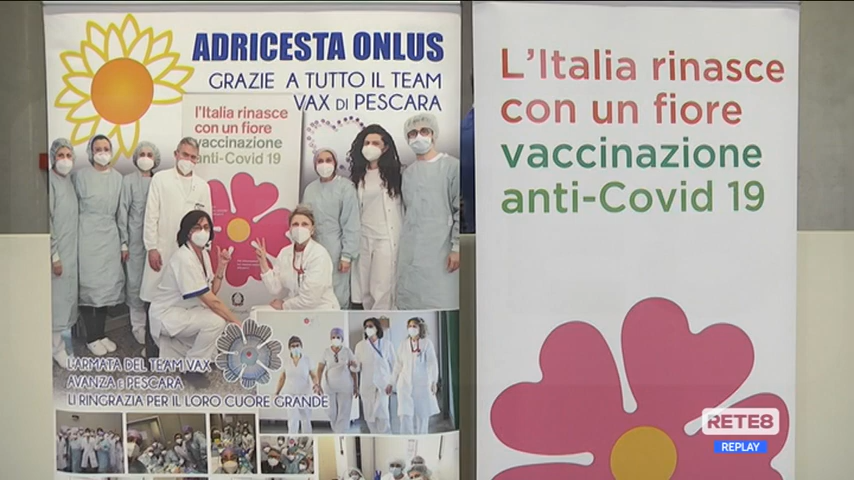 ADRICESTA ONLUS
GRAZIE A TUTTO IL TEAM
VAX DI PESCARA
l'Italia rinasce
con un fiore
vaccinazione
anti-Covid 19
L'ARMATA DEL TEAM VAX
AVANZA E PESCARA
LI RINGRAZIA PER IL LORO CUORE GRANDE
L'Italia rinasce
con un fiore
vaccinazione
anti-Covid 19
RETE8
REPLAY